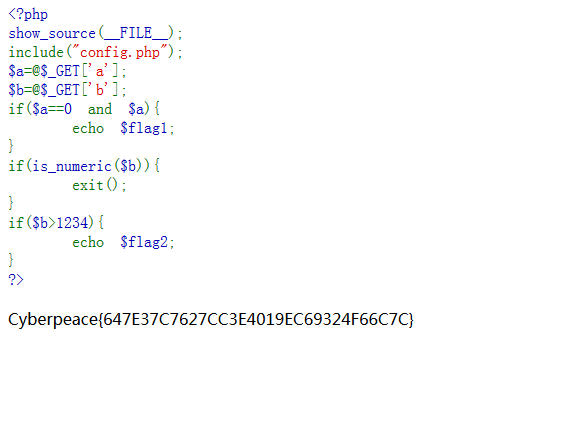 <?php
show_source(__FILE__);
include("config.php");
$a=@$_GET['a'];
$b=@$_GET['b'];
if($a==0 and $a){
echo $flag1;
}
if(is_numeric($b)){
exit();
}
if($b>1234){
echo $flag2;
}
?>
Cyberpeace{647E37C7627CC3E4019EC69324F66C7C}